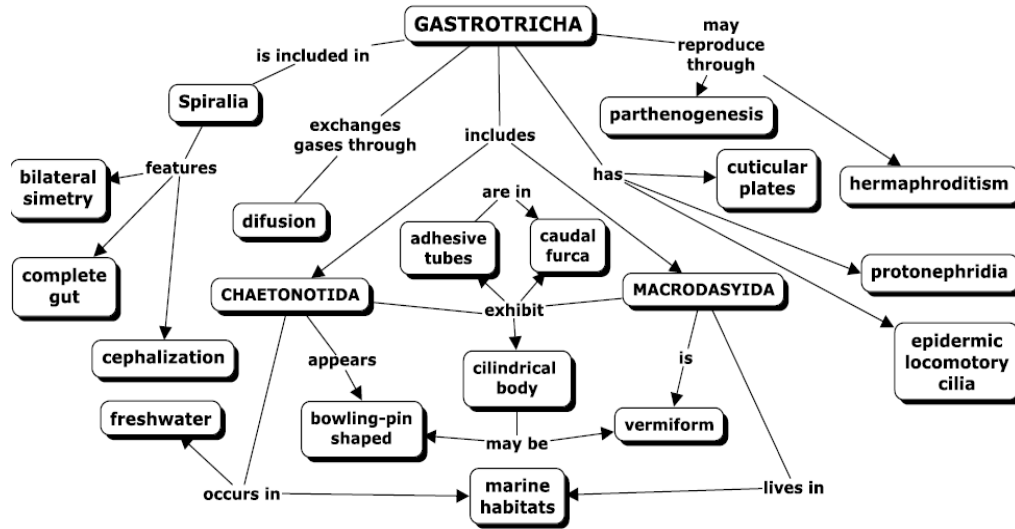 GASTROTRICHA
is included in
may
reproduce
through
Spiralia
parthenogenesis
exchanges
gases through
includes
features
bilateral
simetry
has
cuticular
plates
hermaphroditism
are in
difusion
adhesive
tubes
caudal
furca
complete
gut
protonephridia
CHAETONOTIDA
MACRODASYIDA
exhibit
cephalization
appears
cilindrical
body
is
epidermic
locomotory
cilia
freshwater
bowling-pin
shaped
vermiform
may be
occurs in
marine
habitats
lives in